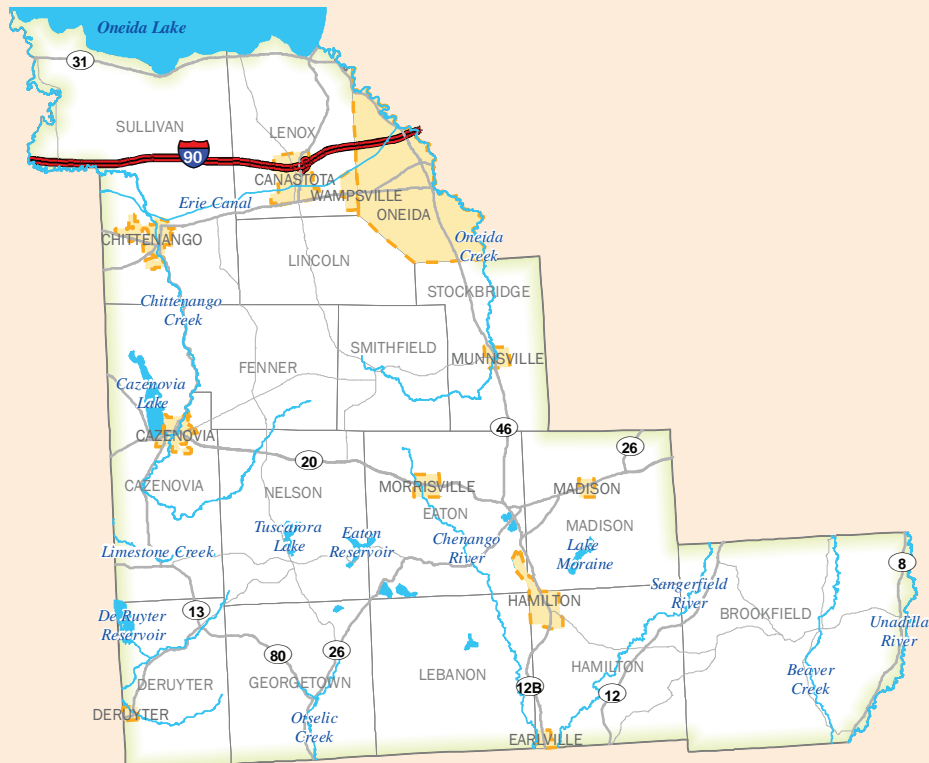 Oneida Lake
31
SULLIVAN
LENOX
90
CANASTOTA
WAMPSVILLE
Erie Canal
ONEIDA
CHITTENANGO
Oneida
Creek
LINCOLN
STOCKBRIDGE
Chittenango
Creek
SMITHFIELD
MUNNSVILLE
FENNER
Cazenovia
Lake
CAZENOVIA
46
26
20
CAZENOVIA
NELSON
MORRISVILLE
MADISON
EATON
Tuscarora
Lake
Eaton
Reservoir
Chenango
River
MADISON
Lake
Moraine
Limestone Creek
8
Sangerfield
River
HAMILTON
De Ruyter
Reservoir
13
BROOKFIELD
Unadilla
River
80
26
LEBANON
HAMILTON
Beaver
Creek
DERUYTER
GEORGETOWN
12B
12
DERUYTER
Otselic
Creek
EARLVILLE